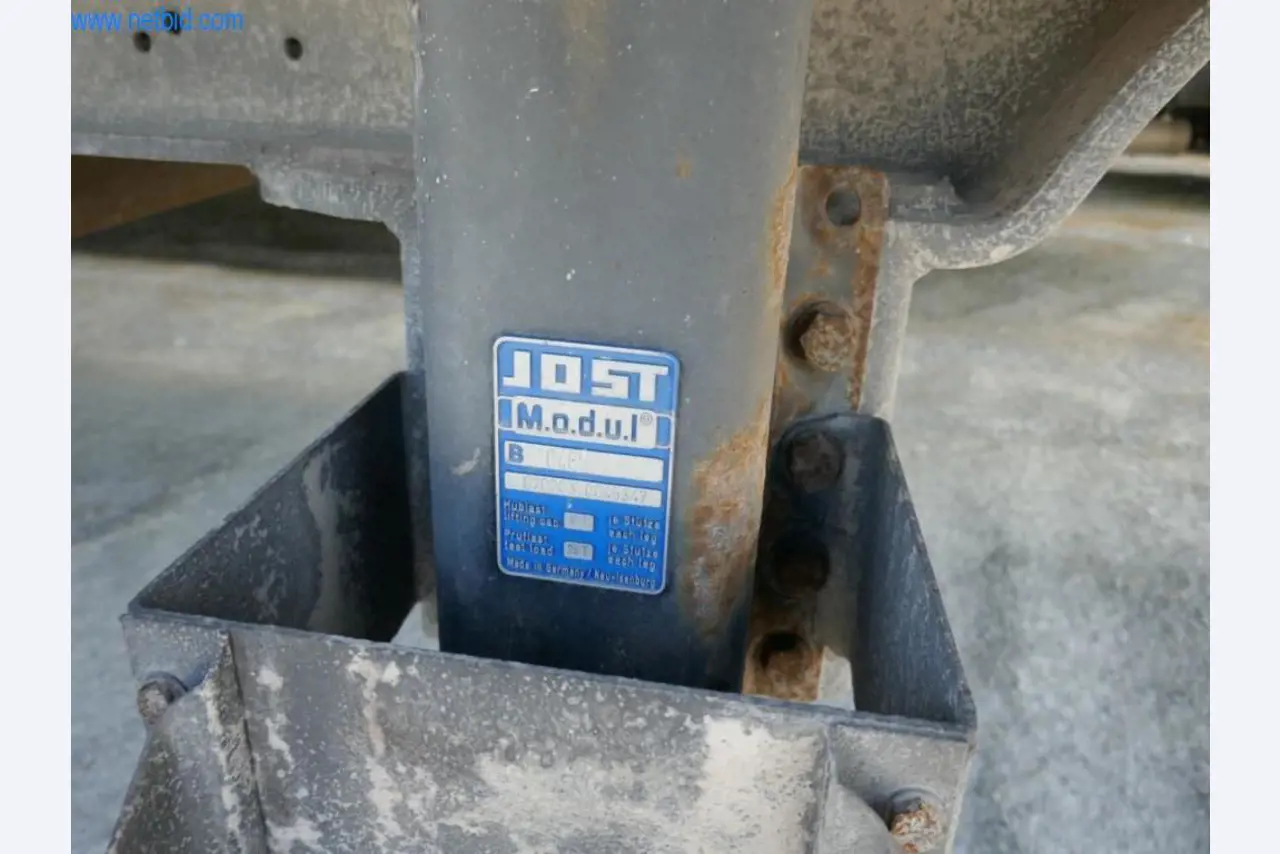 www.netbid.com
JOST
M.o.d.u.l®
B
Hublast je Stütze
lifting cap. each leg
Prüflast je Stütze
test load each leg
Made in Germany / Neu-Isenburg